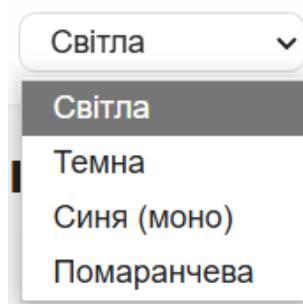 Світла
Світла
Темна
Синя (моно)
Помаранчева